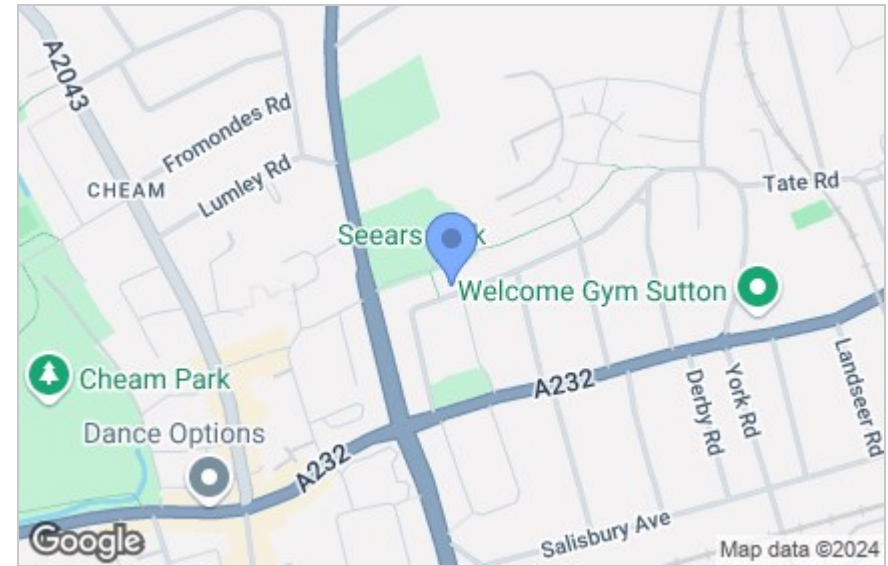 A2043
Fromondes Rd
CHEAM
Lumley Rd
Tate Rd
Seears
Welcome Gym Sutton
Cheam Park
A232
Dance Options
A232
Derby Rd
York Rd
Landseer Rd
Salisbury Ave
Google
Map data ©2024